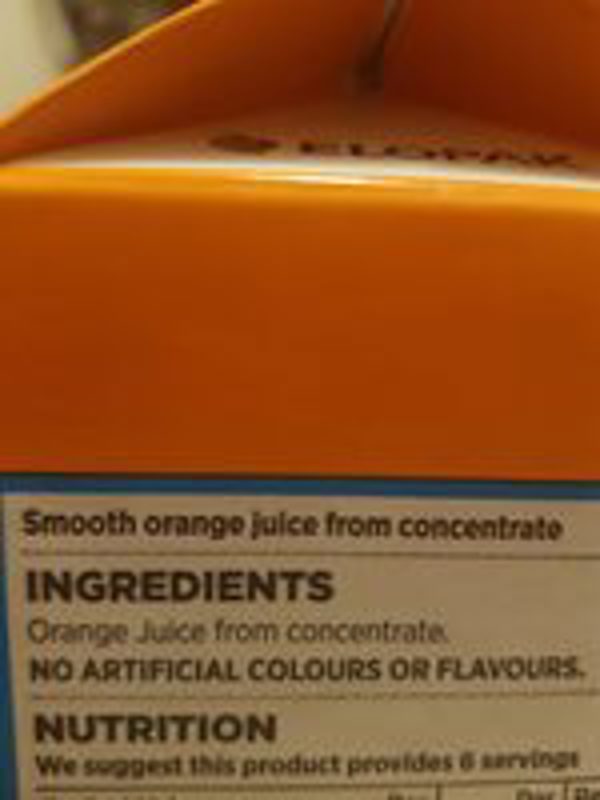 ELOPAK
Smooth orange juice from concentrate
INGREDIENTS
Orange Juice from concentrate.
NO ARTIFICIAL COLOURS OR FLAVOURS.
NUTRITION
We suggest this product provides 6 servings